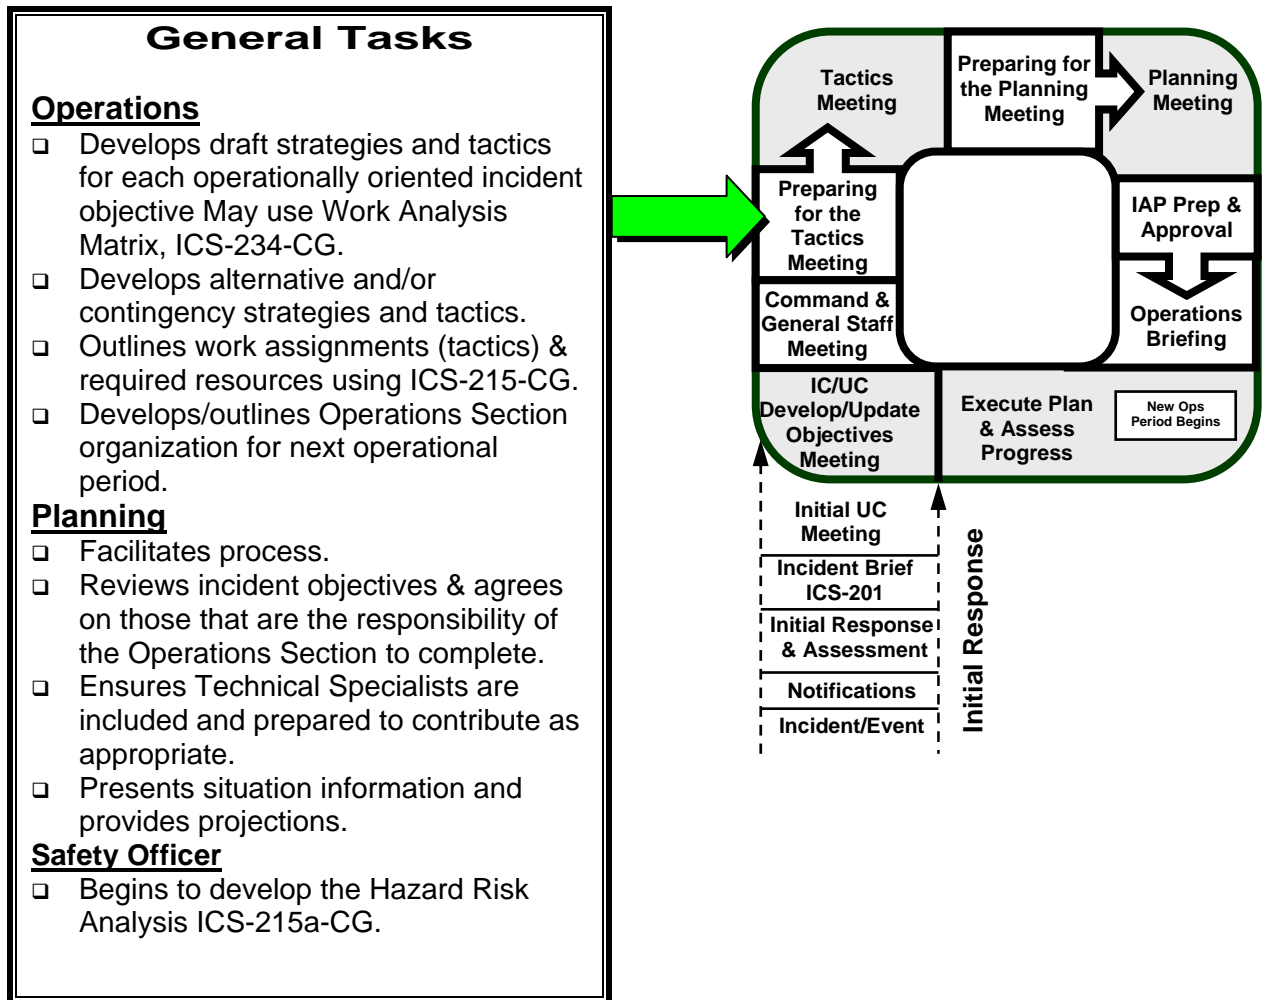 General Tasks
Operations
❑ Develops draft strategies and tactics
for each operationally oriented incident
objective May use Work Analysis
Matrix, ICS-234-CG.
❑ Develops alternative and/or
contingency strategies and tactics.
❑ Outlines work assignments (tactics) &
required resources using ICS-215-CG.
❑ Develops/outlines Operations Section
organization for next operational
period.
Planning
❑ Facilitates process.
❑ Reviews incident objectives & agrees
on those that are the responsibility of
the Operations Section to complete.
❑ Ensures Technical Specialists are
included and prepared to contribute as
appropriate.
❑ Presents situation information and
provides projections.
Safety Officer
❑ Begins to develop the Hazard Risk
Analysis ICS-215a-CG.
Tactics
Meeting
Preparing for
the Planning
Meeting
Planning
Meeting
Preparing
for the
Tactics
Meeting
IAP Prep &
Approval
Command &
General Staff
Meeting
Operations
Briefing
IC/UC
Develop/Update
Objectives
Meeting
Execute Plan
& Assess
Progress
New Ops
Period Begins
Initial UC
Meeting
Incident Brief
ICS-201
Initial Response
& Assessment
Notifications
Incident/Event
Initial Response